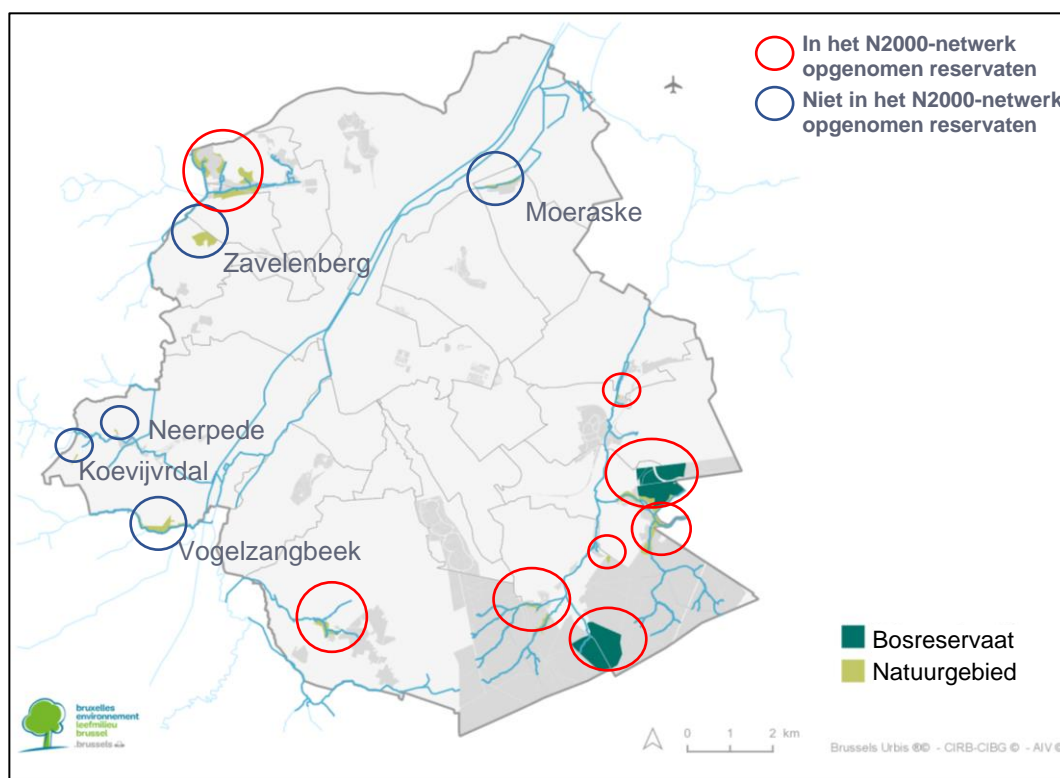 In het N2000-netwerk
opgenomen reservaten
Niet in het N2000-netwerk
opgenomen reservaten
Moeraske
Zavelenberg
Neerpede
Koevijvrdal
Vogelzangbeek
Bosreservaat
Natuurgebied
bruxelles
environnement
leefmilieu
brussel
.brussels
0 1 2 km
Brussels Urbis ®© - CIRB-CIBG © - AIV ©